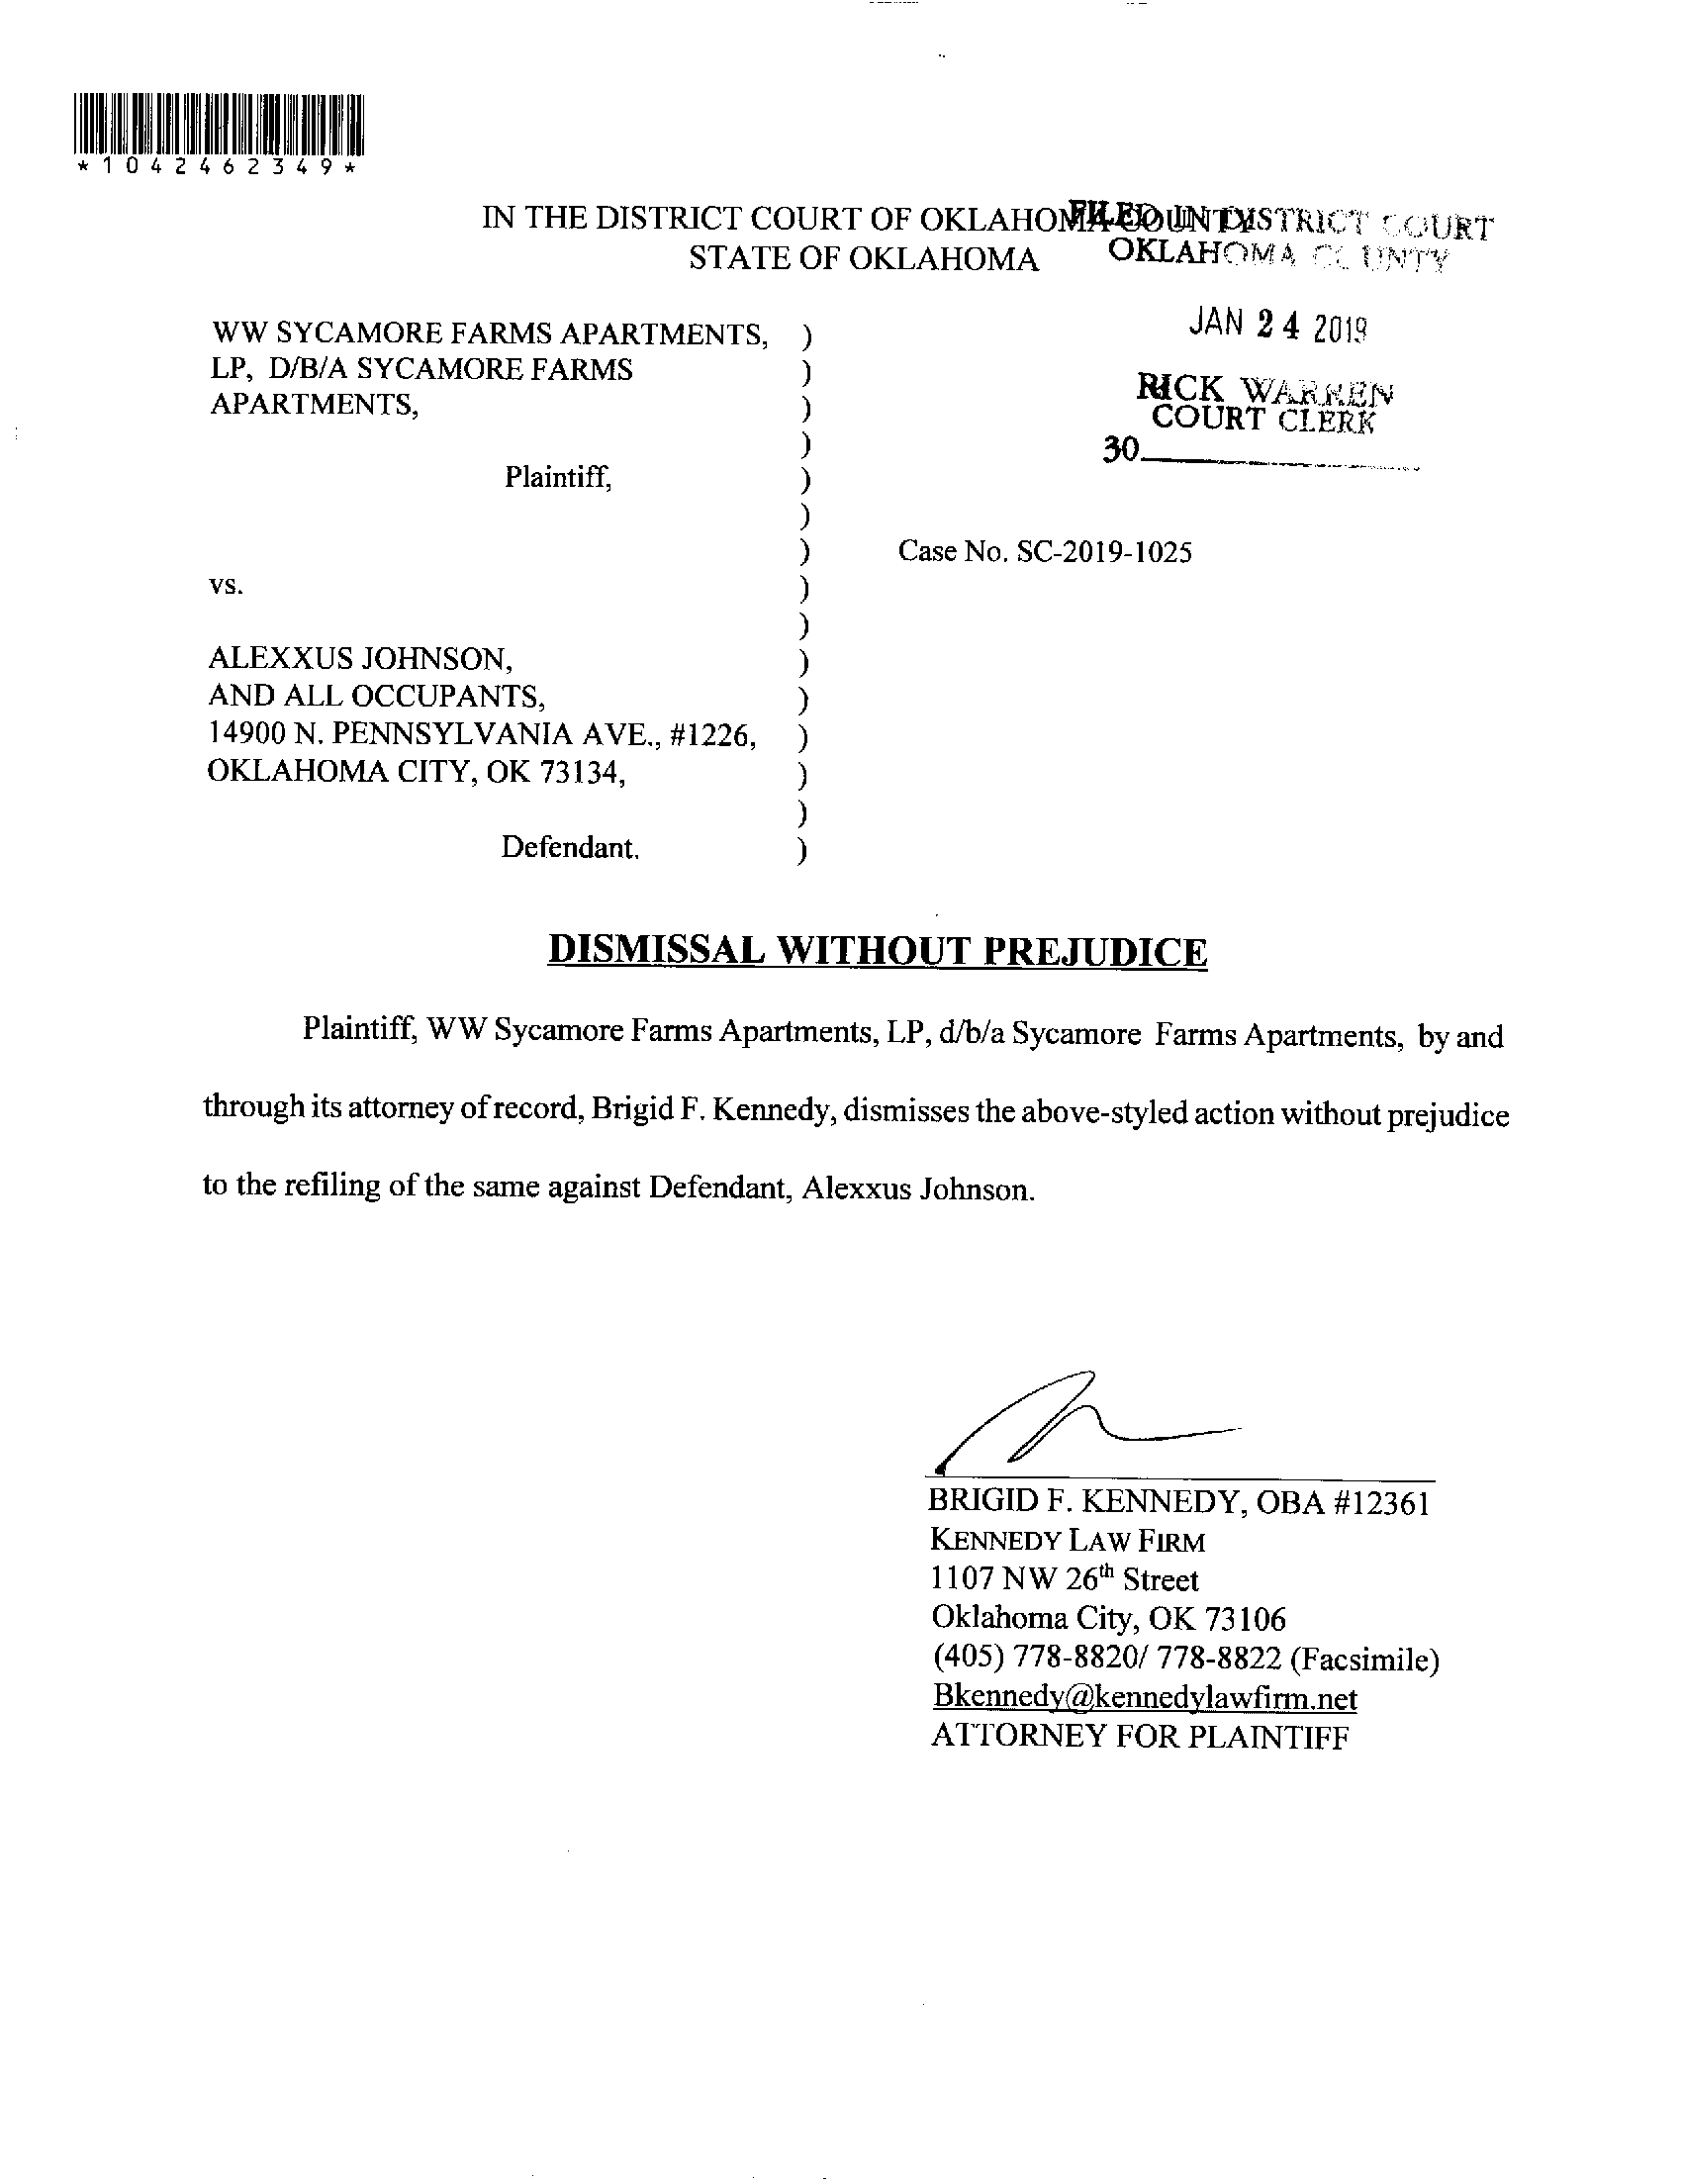 *1042462349*
IN THE DISTRICT COURT OF OKLAHOMA COUNTY
STATE OF OKLAHOMA
FILED IN DISTRICT COURT
OKLAHOMA COUNTY
JAN 24 2019
RICK WARREN
COURT CLERK
30
WW SYCAMORE FARMS APARTMENTS, )
LP, D/B/A SYCAMORE FARMS )
APARTMENTS, )
)
Plaintiff, )
)
) Case No. SC-2019-1025
vs. )
)
ALEXXUS JOHNSON, )
AND ALL OCCUPANTS, )
14900 N. PENNSYLVANIA AVE., #1226, )
OKLAHOMA CITY, OK 73134, )
)
Defendant. )
DISMISSAL WITHOUT PREJUDICE
Plaintiff, WW Sycamore Farms Apartments, LP, d/b/a Sycamore Farms Apartments, by and
through its attorney of record, Brigid F. Kennedy, dismisses the above-styled action without prejudice
to the refiling of the same against Defendant, Alexxus Johnson.
BRIGID F. KENNEDY, OBA #12361
KENNEDY LAW FIRM
1107 NW 26th Street
Oklahoma City, OK 73106
(405) 778-8820/ 778-8822 (Facsimile)
Bkennedy@kennedylawfirm.net
ATTORNEY FOR PLAINTIFF